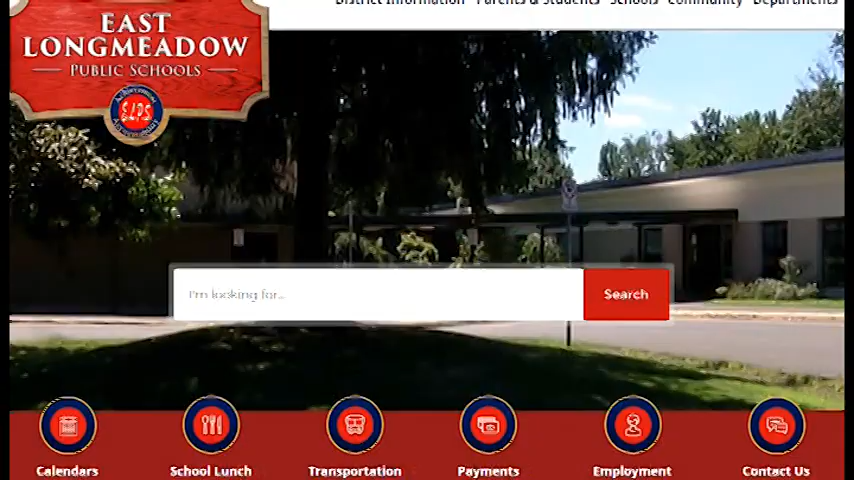 District Information Parents & Students Schools Community Departments
EAST
LONGMEADOW
PUBLIC SCHOOLS
I'm looking for...
Search
Calendars
School Lunch
Transportation
Payments
Employment
Contact Us